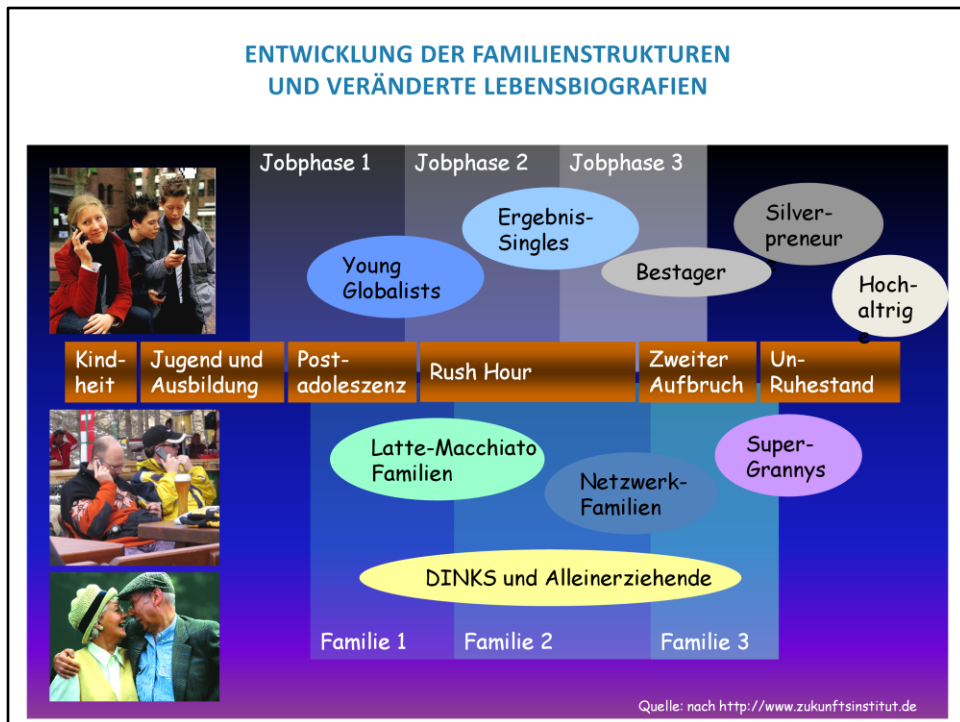 ENTWICKLUNG DER FAMILIENSTRUKTUREN
UND VERÄNDERTE LEBENSBIOGRAFIEN
Jobphase 1
Jobphase 2
Jobphase 3
Young
Globalists
Ergebnis-
Singles
Bestager
Silver-
preneur
Hoch-
altrig
e
Kind-
heit
Jugend und
Ausbildung
Post-
adoleszenz
Rush Hour
Zweiter
Aufbruch
Un-
Ruhestand
Latte-Macchiato
Familien
Netzwerk-
Familien
Super-
Grannys
DINKS und Alleinerziehende
Familie 1
Familie 2
Familie 3
Quelle: nach http://www.zukunftsinstitut.de